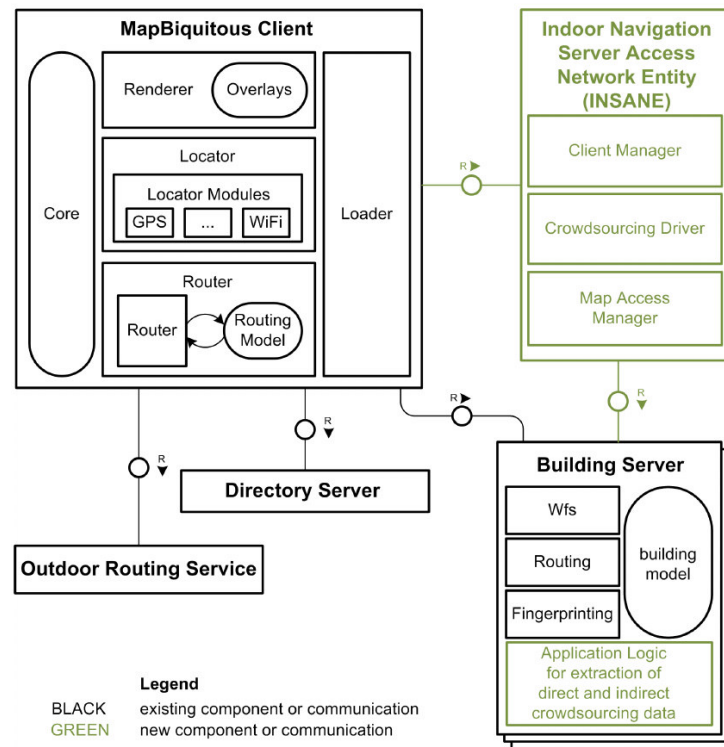 MapBiquitous Client
Core
Renderer
Overlays
Locator
Locator Modules
GPS
...
WiFi
Router
Router
Routing
Model
Loader
R
Indoor Navigation
Server Access
Network Entity
(INSANE)
Client Manager
Crowdsourcing Driver
Map Access
Manager
R
R
R
R
Directory Server
Outdoor Routing Service
Building Server
Wfs
Routing
Fingerprinting
building
model
Application Logic
for extraction of
direct and indirect
crowdsourcing data
Legend
BLACK existing component or communication
GREEN new component or communication